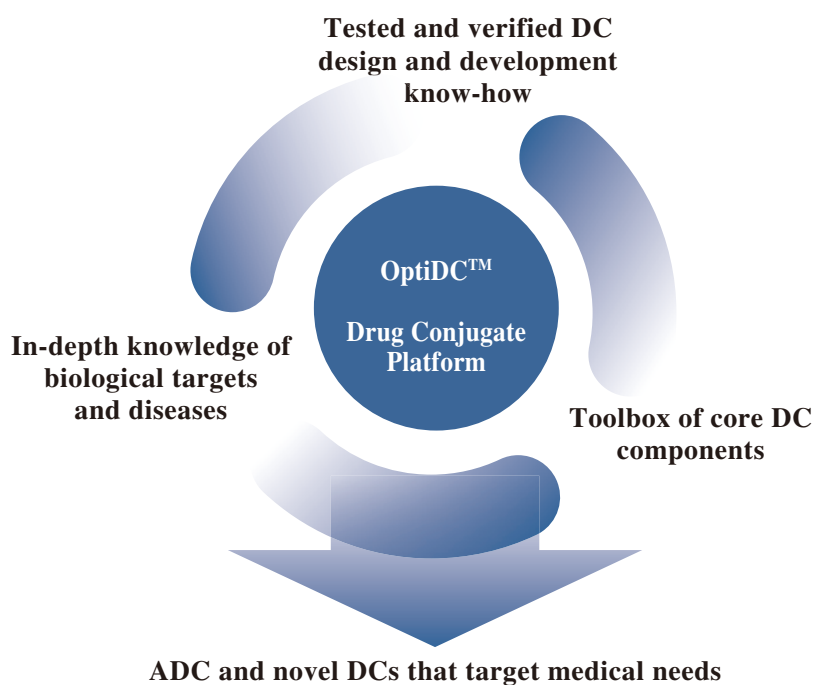 Tested and verified DC
design and development
know-how
OptiDC™
Drug Conjugate
Platform
In-depth knowledge of
biological targets
and diseases
Toolbox of core DC
components
ADC and novel DCs that target medical needs